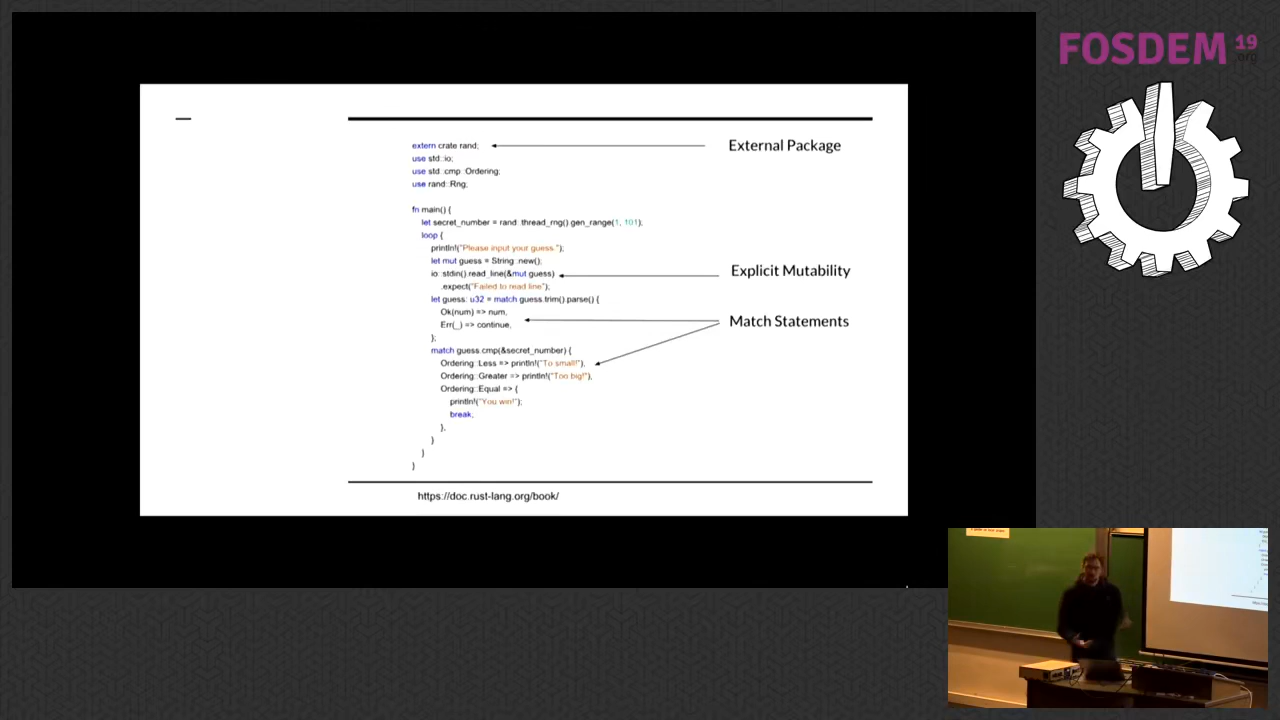 FOSDEM 19
.org
extern crate rand;
External Package
use std::io;
use std::cmp::Ordering;
use rand::Rng;
fn main() {
let secret_number = rand::thread_rng().gen_range(1, 101);
loop {
println!("Please input your guess.");
let mut guess = String::new();
io::stdin().read_line(&mut guess)
Explicit Mutability
.expect("Failed to read line");
let guess: u32 = match guess.trim().parse() {
Ok(num) => num,
Match Statements
Err(_) => continue,
};
match guess.cmp(&secret_number) {
Ordering::Less => println!("To small!"),
Ordering::Greater => println!("Too big!"),
Ordering::Equal => {
println!("You win!");
break;
},
}
}
}
https://doc.rust-lang.org/book/